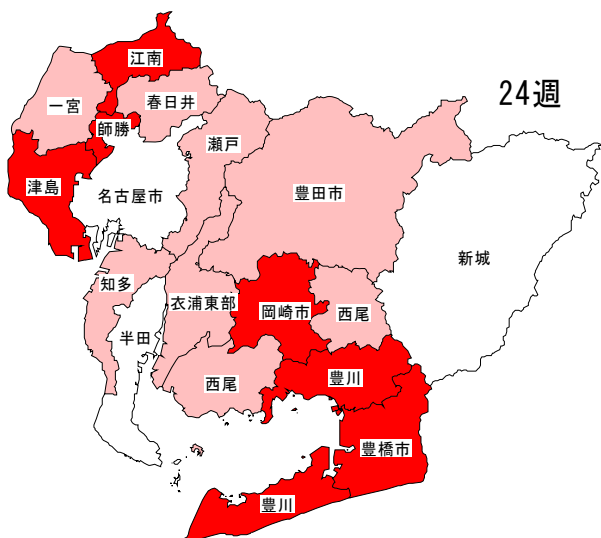 江南
24週
一宮
春日井
師勝
瀬戸
津島
名古屋市
豊田市
新城
知多
衣浦東部
岡崎市
西尾
半田
西尾
豊川
豊橋市
豊川